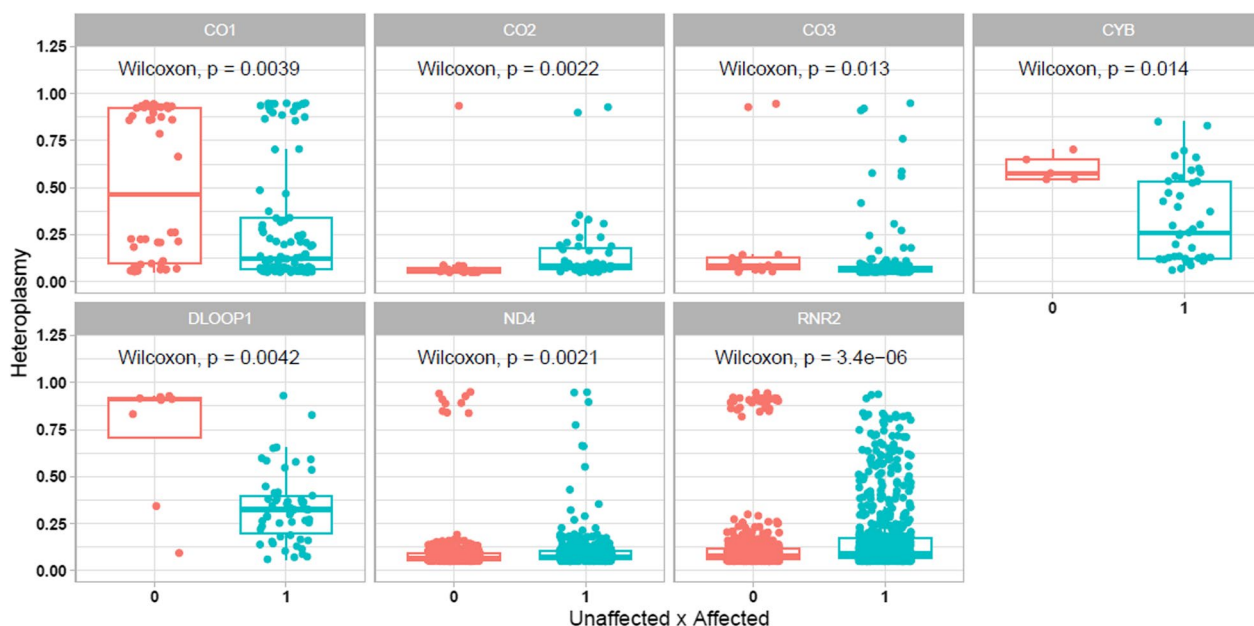 CO1 CO2 CO3 CYB
Wilcoxon, p = 0.0039 Wilcoxon, p = 0.0022 Wilcoxon, p = 0.013 Wilcoxon, p = 0.014
1.25
1.00
0.75
0.50
0.25
0.00
0 1
DLOOP1 ND4 RNR2
Wilcoxon, p = 0.0042 Wilcoxon, p = 0.0021 Wilcoxon, p = 3.4e−06
1.25
1.00
0.75
0.50
0.25
0.00
0 1 0 1 0 1
Heteroplasmy
Unaffected x Affected